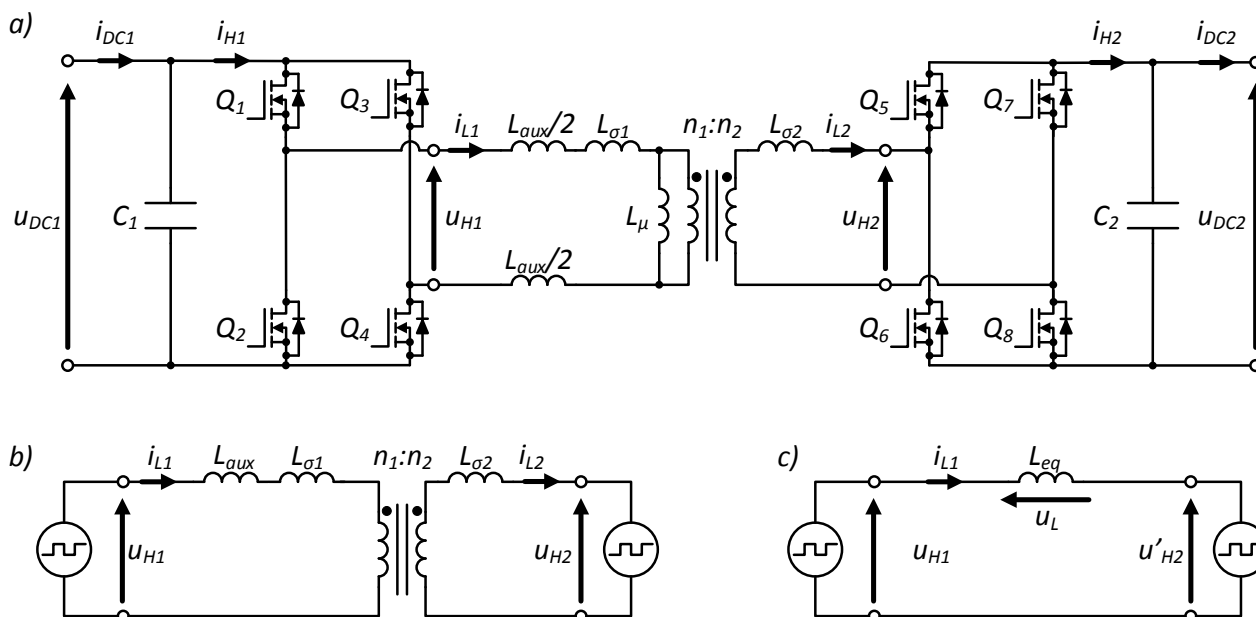 a)
i_DC1 i_H1 i_H2 i_DC2
Q_1 Q_3 Q_5 Q_7
i_L1 L_aux/2 L_σ1 n_1:n_2 L_σ2 i_L2
u_DC1 C_1 u_H1 L_μ u_H2 C_2 u_DC2
L_aux/2
Q_2 Q_4 Q_6 Q_8
b)
i_L1 L_aux L_σ1 n_1:n_2 L_σ2 i_L2
u_H1 u_H2
c)
i_L1 L_eq
u_L
u_H1 u'_H2